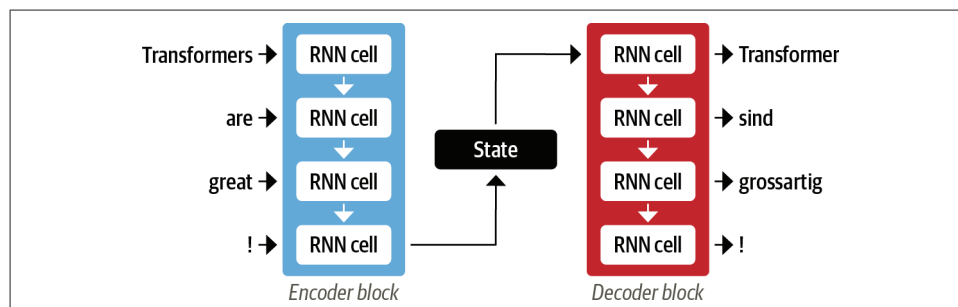 Transformers
RNN cell
are
RNN cell
great
RNN cell
!
RNN cell
Encoder block
State
RNN cell
Transformer
RNN cell
sind
RNN cell
grossartig
RNN cell
!
Decoder block